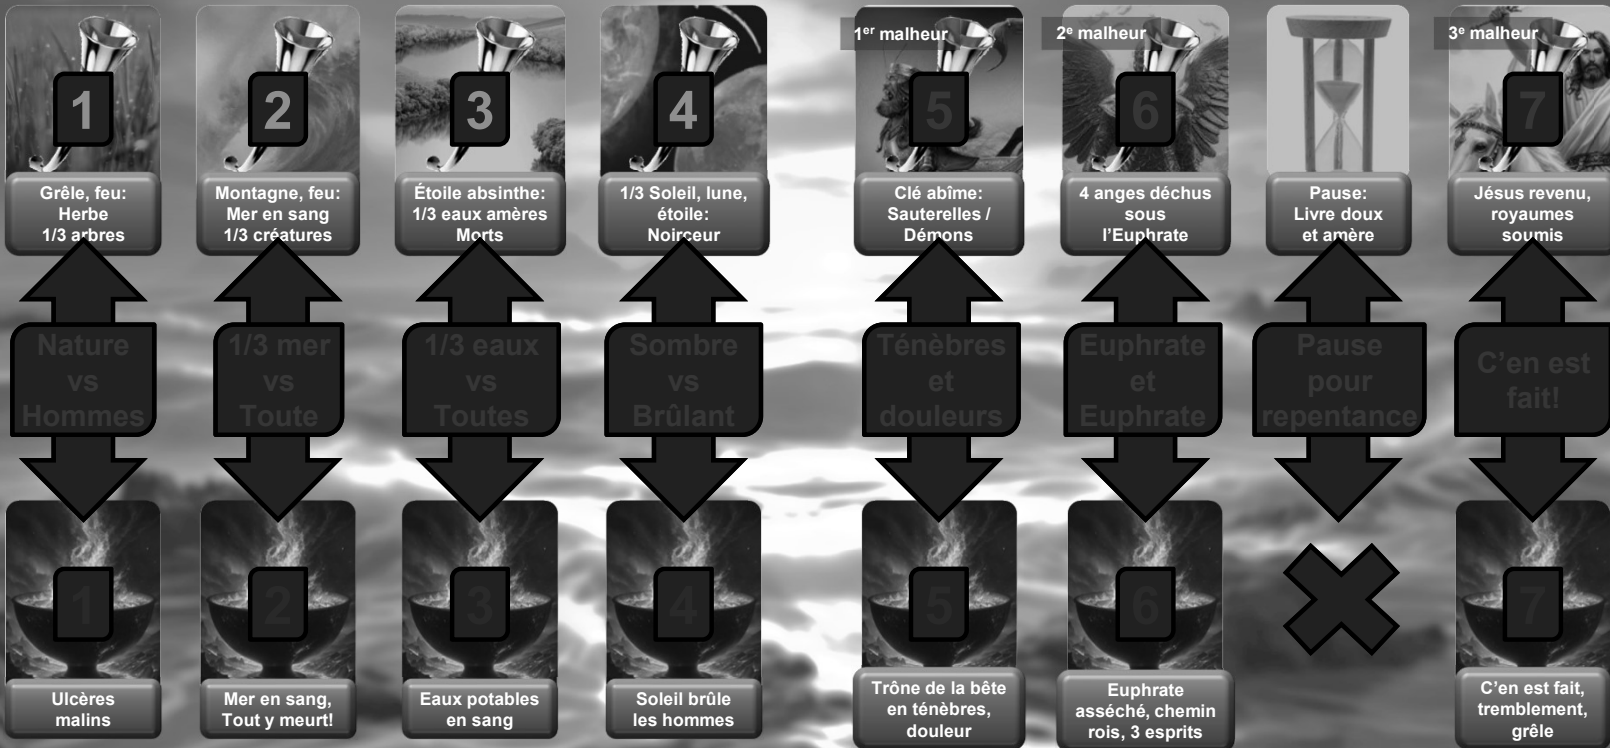 1er malheur
2e malheur
3e malheur
1
2
3
4
5
6
7
Grêle, feu:
Herbe
1/3 arbres
Montagne, feu:
Mer en sang
1/3 créatures
Étoile absinthe:
1/3 eaux amères
Morts
1/3 Soleil, lune,
étoile:
Noirceur
Clé abîme:
Sauterelles /
Démons
4 anges déchus
sous
l'Euphrate
Pause:
Livre doux
et amère
Jésus revenu,
royaumes
soumis
Nature
vs
Hommes
1/3 mer
vs
Toute
1/3 eaux
vs
Toutes
Sombre
vs
Brûlant
Ténèbres
et
douleurs
Euphrate
et
Euphrate
Pause
pour
repentance
C'en est
fait!
1
2
3
4
5
6
7
Ulcères
malins
Mer en sang,
Tout y meurt!
Eaux potables
en sang
Soleil brûle
les hommes
Trône de la bête
en ténèbres,
douleur
Euphrate
asséché, chemin
rois, 3 esprits
C'en est fait,
tremblement,
grêle